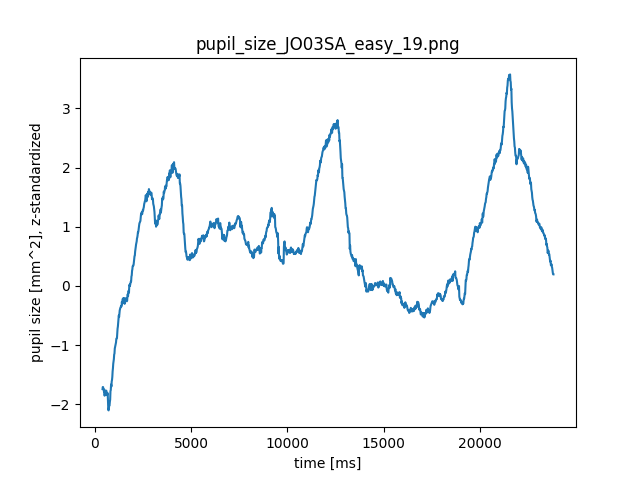 pupil_size_JO03SA_easy_19.png
pupil size [mm^2], z-standardized
3
2
1
0
−1
−2
0 5000 10000 15000 20000
time [ms]